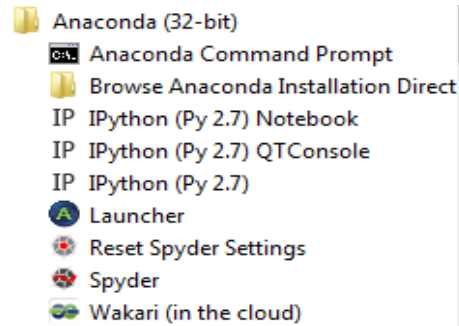 Anaconda (32-bit)
Anaconda Command Prompt
Browse Anaconda Installation Direct
IP IPython (Py 2.7) Notebook
IP IPython (Py 2.7) QTConsole
IP IPython (Py 2.7)
Launcher
Reset Spyder Settings
Spyder
Wakari (in the cloud)